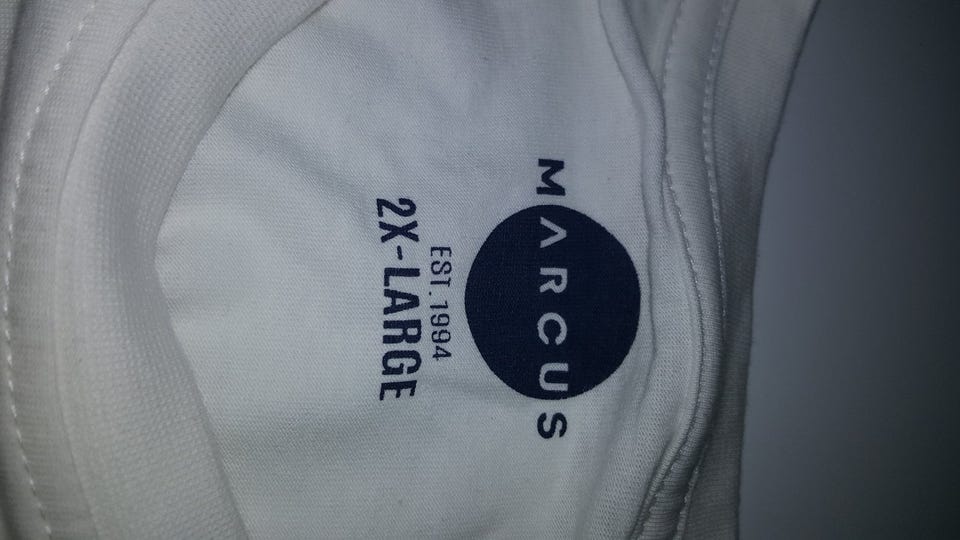 MARCUS
EST. 1994
2X-LARGE